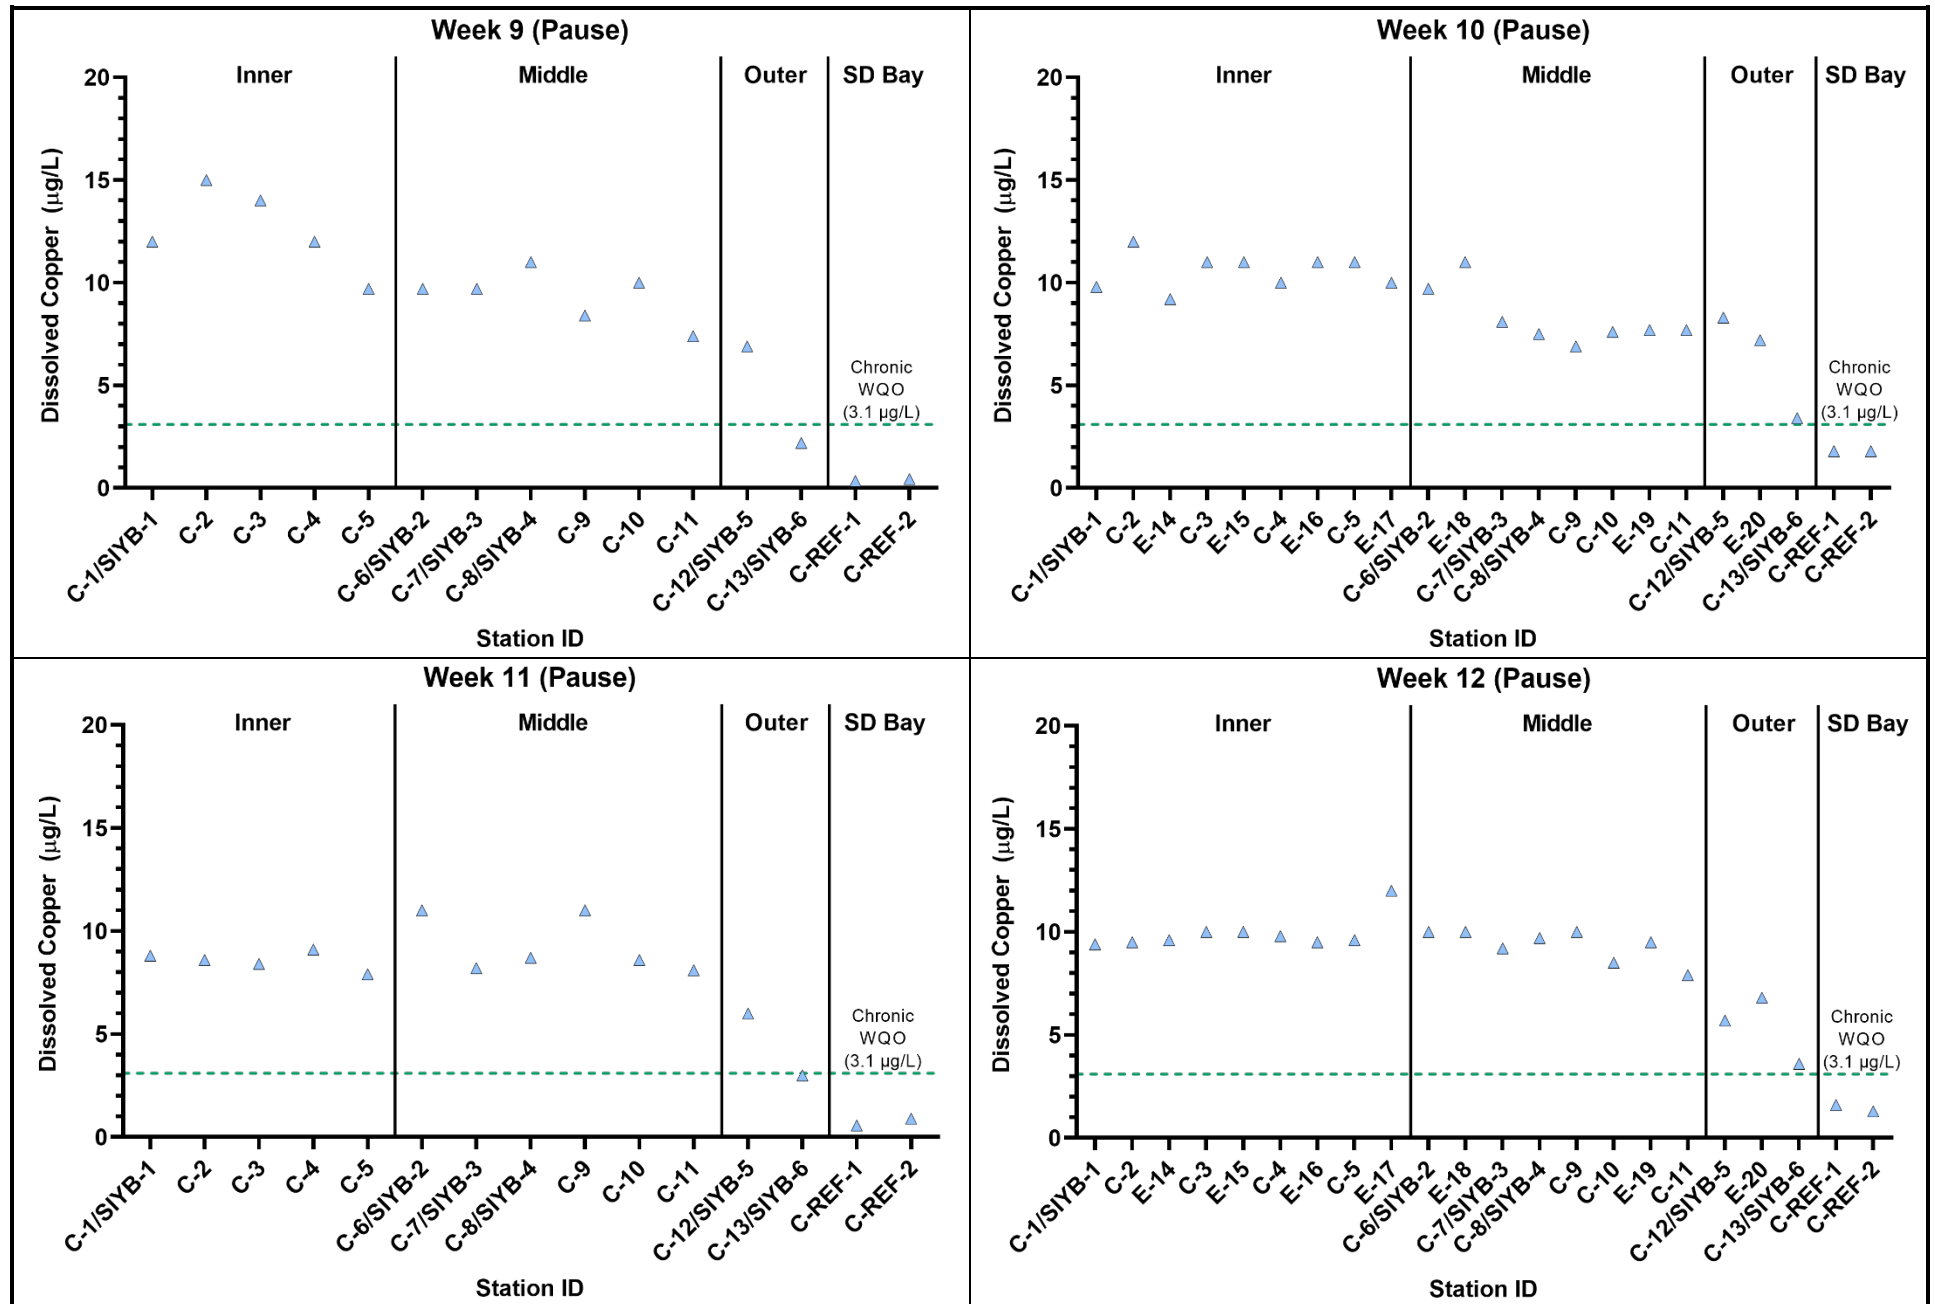 Week 9 (Pause)
Inner Middle Outer SD Bay
20
15
10
5
0
Dissolved Copper (µg/L)
Chronic
WQO
(3.1 µg/L)
C-1/SIYB-1
C-2
C-3
C-4
C-5
C-6/SIYB-2
C-7/SIYB-3
C-8/SIYB-4
C-9
C-10
C-11
C-12/SIYB-5
C-13/SIYB-6
C-REF-1
C-REF-2
Station ID
Week 10 (Pause)
Inner Middle Outer SD Bay
20
15
10
5
0
Dissolved Copper (µg/L)
Chronic
WQO
(3.1 µg/L)
C-1/SIYB-1
C-2
E-14
C-3
E-15
C-4
E-16
C-5
E-17
C-6/SIYB-2
E-18
C-7/SIYB-3
C-8/SIYB-4
C-9
C-10
E-19
C-11
C-12/SIYB-5
E-20
C-13/SIYB-6
C-REF-1
C-REF-2
Station ID
Week 11 (Pause)
Inner Middle Outer SD Bay
20
15
10
5
0
Dissolved Copper (µg/L)
Chronic
WQO
(3.1 µg/L)
C-1/SIYB-1
C-2
C-3
C-4
C-5
C-6/SIYB-2
C-7/SIYB-3
C-8/SIYB-4
C-9
C-10
C-11
C-12/SIYB-5
C-13/SIYB-6
C-REF-1
C-REF-2
Station ID
Week 12 (Pause)
Inner Middle Outer SD Bay
20
15
10
5
0
Dissolved Copper (µg/L)
Chronic
WQO
(3.1 µg/L)
C-1/SIYB-1
C-2
E-14
C-3
E-15
C-4
E-16
C-5
E-17
C-6/SIYB-2
E-18
C-7/SIYB-3
C-8/SIYB-4
C-9
C-10
E-19
C-11
C-12/SIYB-5
E-20
C-13/SIYB-6
C-REF-1
C-REF-2
Station ID